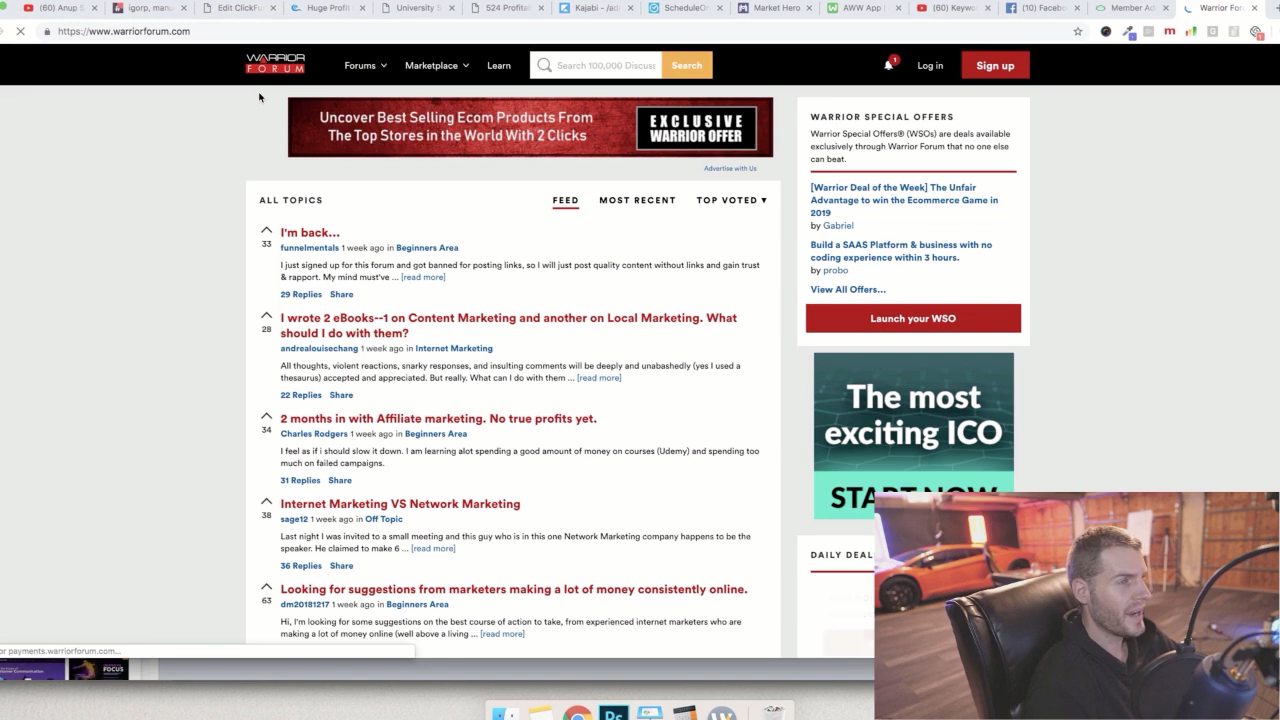 (60) Anup S
igorp, manu
Edit ClickFu
Huge Profit
University S
524 Profitab
Kajabi - /ad
ScheduleOn
Market Hero
AWW App
(60) Keywor
(10) Facebo
Member Ad
Warrior For
https://www.warriorforum.com
WARRIOR
FORUM
Forums
Marketplace
Learn
Search 100,000 Discuss
Search
1
Log in
Sign up
Uncover Best Selling Ecom Products From
The Top Stores in the World With 2 Clicks
EXCLUSIVE
WARRIOR OFFER
Advertise with Us
ALL TOPICS
FEED
MOST RECENT
TOP VOTED ▼
I'm back...
33
funnelmentals 1 week ago in Beginners Area
I just signed up for this forum and got banned for posting links, so I will just post quality content without links and gain trust
& rapport. My mind must've ... [read more]
29 Replies Share
I wrote 2 eBooks--1 on Content Marketing and another on Local Marketing. What
should I do with them?
28
andrealouisechang 1 week ago in Internet Marketing
All thoughts, violent reactions, snarky responses, and insulting comments will be deeply and unabashedly (yes I used a
thesaurus) accepted and appreciated. But really. What can I do with them ... [read more]
22 Replies Share
2 months in with Affiliate marketing. No true profits yet.
34
Charles Rodgers 1 week ago in Beginners Area
I feel as if i should slow it down. I am learning alot spending a good amount of money on courses (Udemy) and spending too
much on failed campaigns.
31 Replies Share
Internet Marketing VS Network Marketing
38
sage12 1 week ago in Off Topic
Last night I was invited to a small meeting and this guy who is in this one Network Marketing company happens to be the
speaker. He claimed to make 6 ... [read more]
36 Replies Share
Looking for suggestions from marketers making a lot of money consistently online.
63
dm20181217 1 week ago in Beginners Area
Hi, I'm looking for some suggestions on the best course of action to take, from experienced internet marketers who are
making a lot of money online (well above a living ... [read more]
WARRIOR SPECIAL OFFERS
Warrior Special Offers® (WSOs) are deals available
exclusively through Warrior Forum that no one else
can beat.
[Warrior Deal of the Week] The Unfair
Advantage to win the Ecommerce Game in
2019
by Gabriel
Build a SAAS Platform & business with no
coding experience within 3 hours.
by probo
View All Offers...
Launch your WSO
The most
exciting ICO
START NOW
DAILY DEAL
or payments.warriorforum.com...
FOCUS
Ps
W